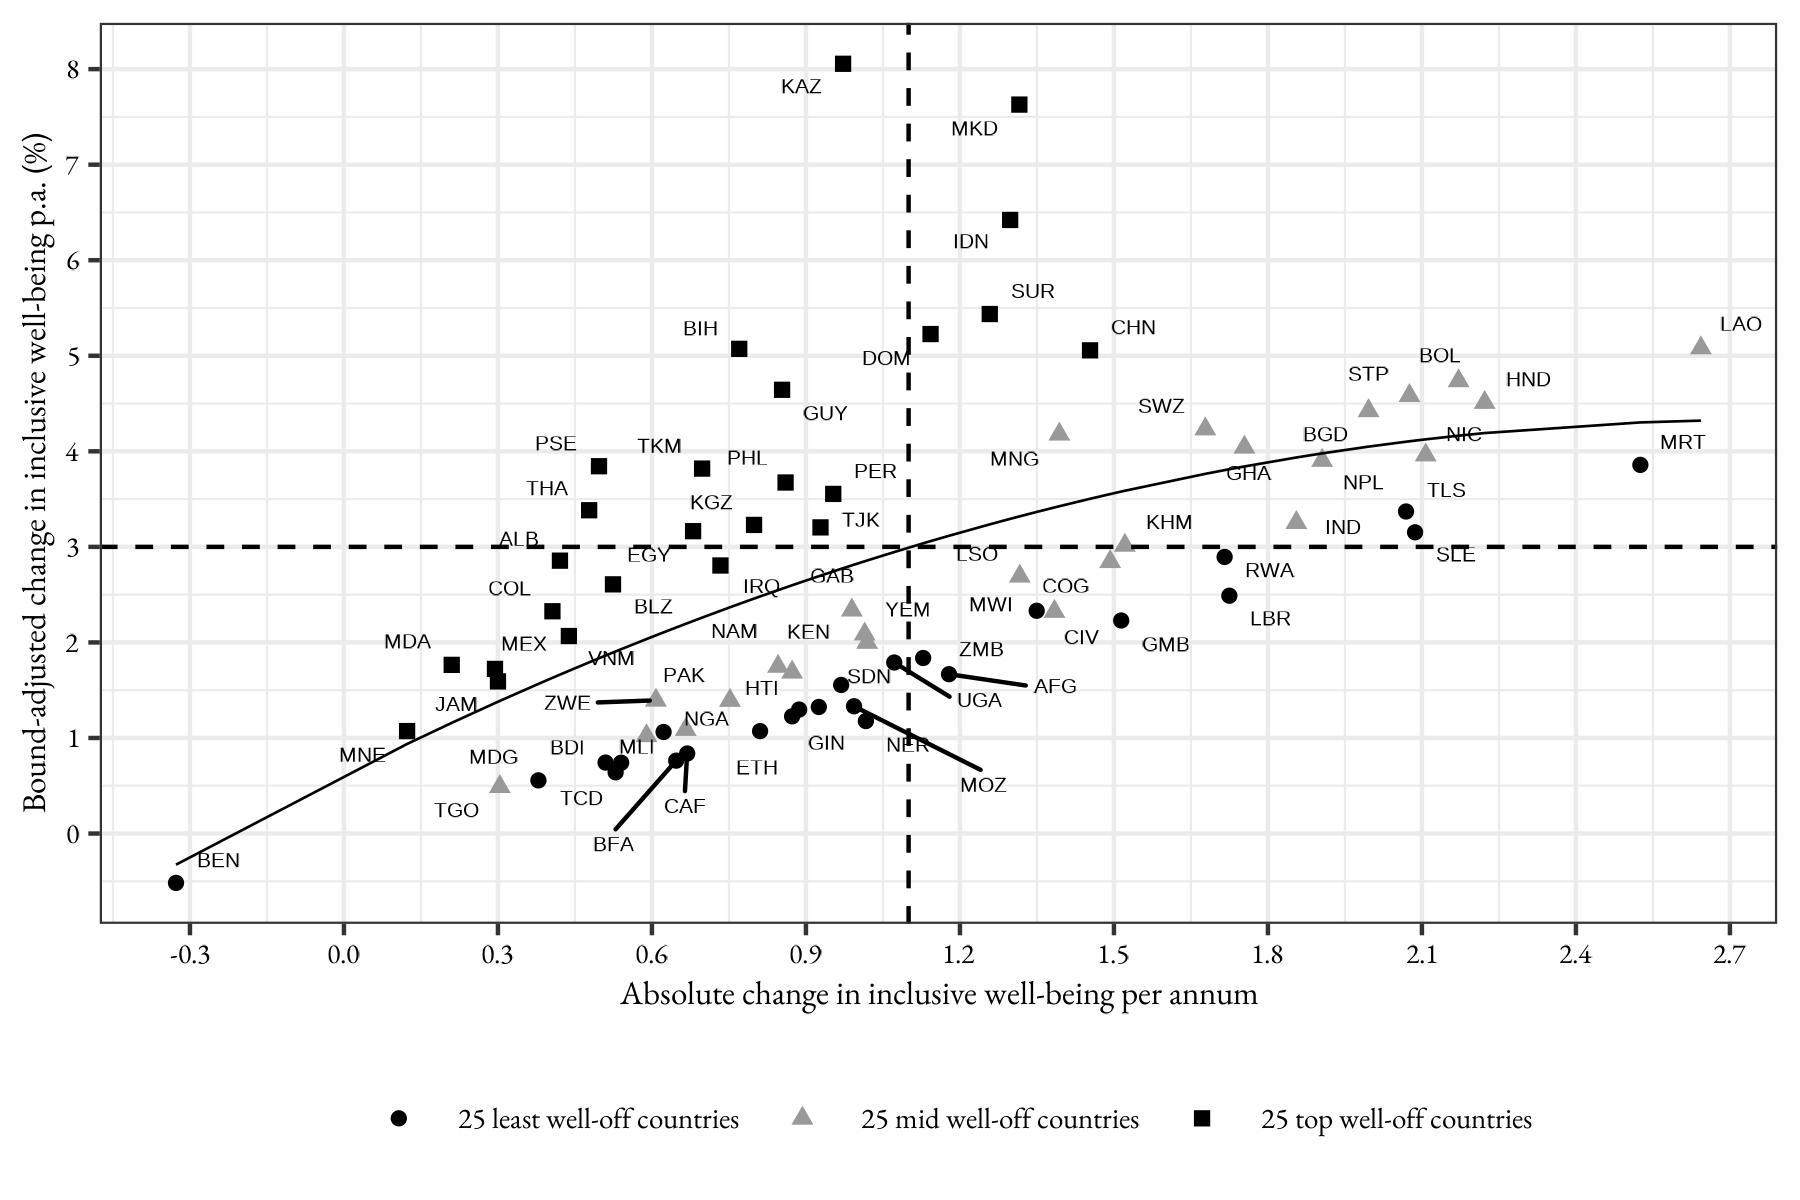 Bound-adjusted change in inclusive well-being p.a. (%)
8
7
6
5
4
3
2
1
0
KAZ
MKD
IDN
SUR
LAO
BIH
CHN
DOM
BOL
STP
HND
SWZ
GUY
PSE
TKM
BGD
NIC
MRT
PHL
MNG
PER
GHA
THA
NPL
TLS
KGZ
TJK
KHM
IND
ALB
EGY
LSO
SLE
RWA
GAB
COL
IRQ
COG
BLZ
YEM
MWI
LBR
NAM
KEN
CIV
MDA
MEX
GMB
ZMB
VNM
PAK
SDN
HTI
AFG
UGA
JAM
ZWE
NGA
BDI
MLI
GIN
NER
MNE
MDG
ETH
MOZ
TCD
CAF
TGO
BFA
BEN
-0.3 0.0 0.3 0.6 0.9 1.2 1.5 1.8 2.1 2.4 2.7
Absolute change in inclusive well-being per annum
25 least well-off countries 25 mid well-off countries 25 top well-off countries